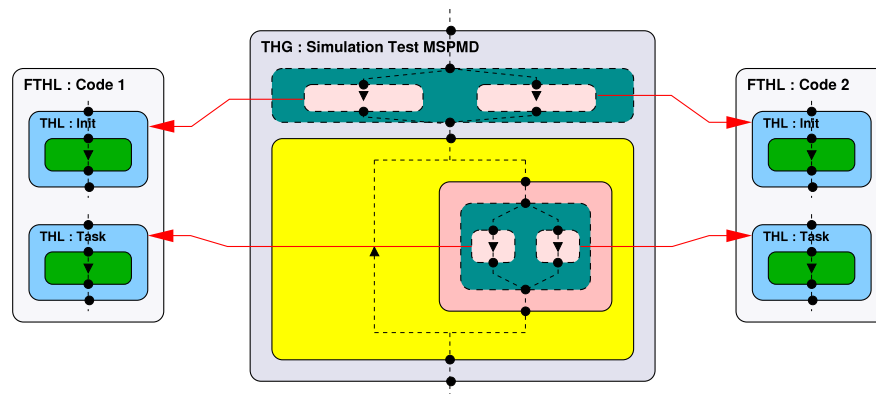 THG : Simulation Test MSPMD
FTHL : Code 1
THL : Init
THL : Task
FTHL : Code 2
THL : Init
THL : Task